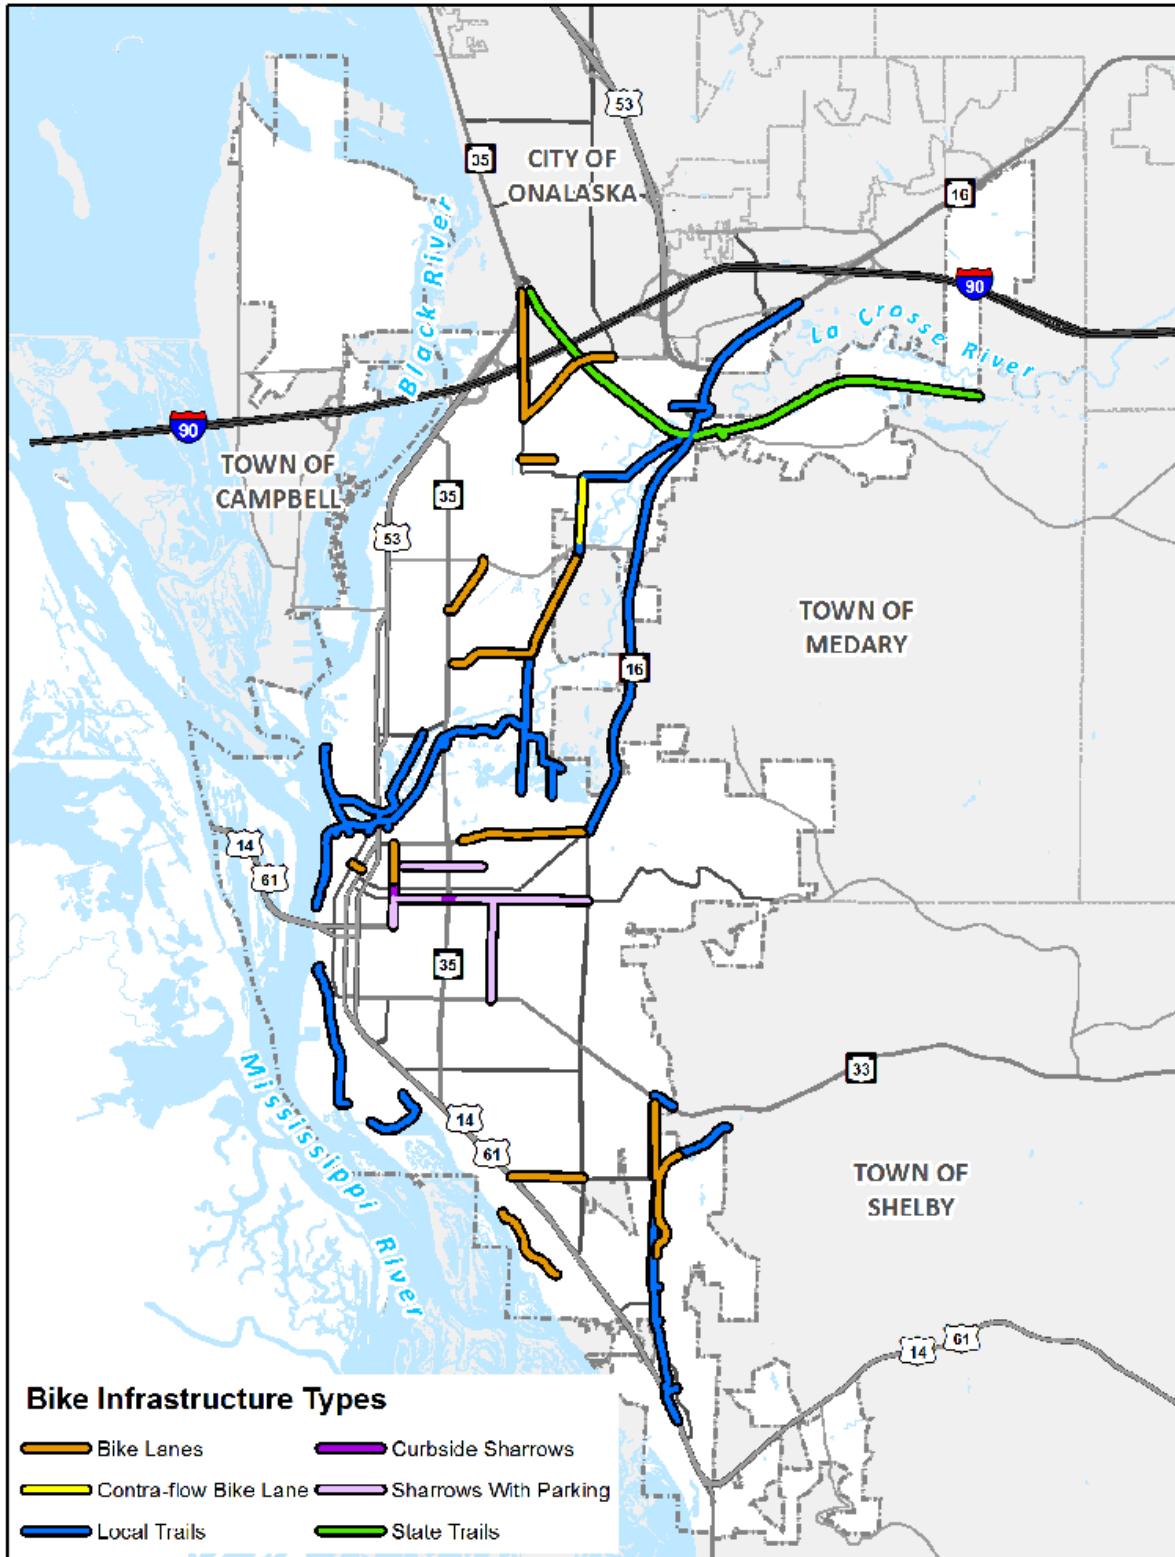 53
35
CITY OF
ONALASKA
16
Black River
90
La Crosse River
90
TOWN OF
CAMPBELL
35
53
TOWN OF
MEDARY
16
14
61
35
Mississippi River
33
14
61
TOWN OF
SHELBY
14
61
Bike Infrastructure Types
Bike Lanes
Curbside Sharrows
Contra-flow Bike Lane
Sharrows With Parking
Local Trails
State Trails